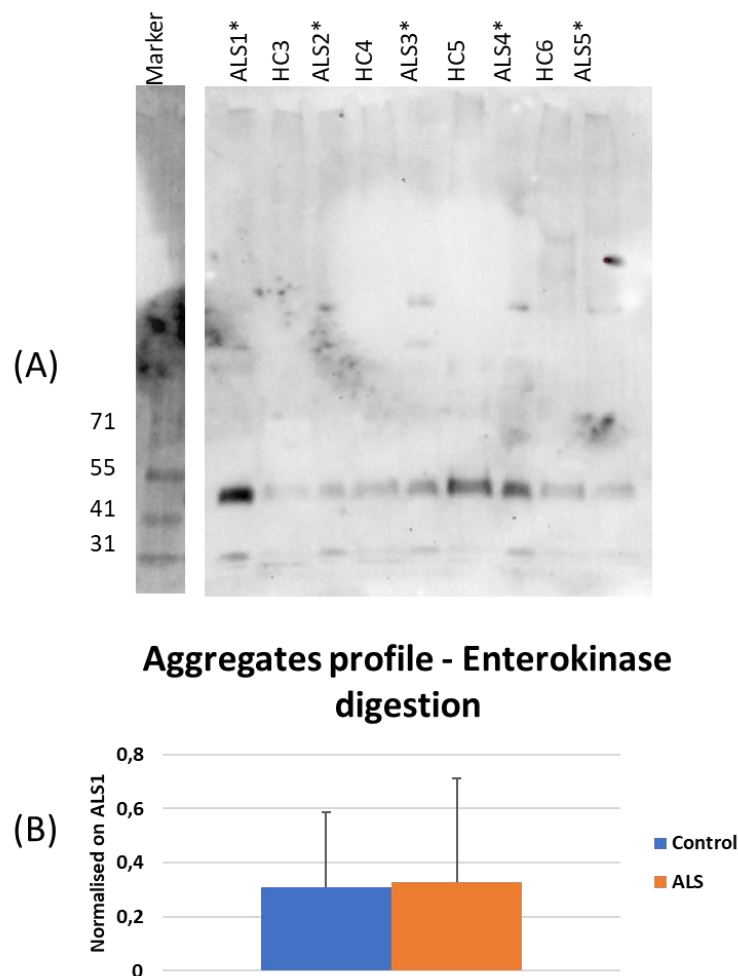 Marker
ALS1*
HC3
ALS2*
HC4
ALS3*
HC5
ALS4*
HC6
ALS5*
(A)
71
55
41
31
Aggregates profile - Enterokinase
digestion
(B)
Normalised on ALS1
0,8
0,6
0,4
0,2
0
Control
ALS